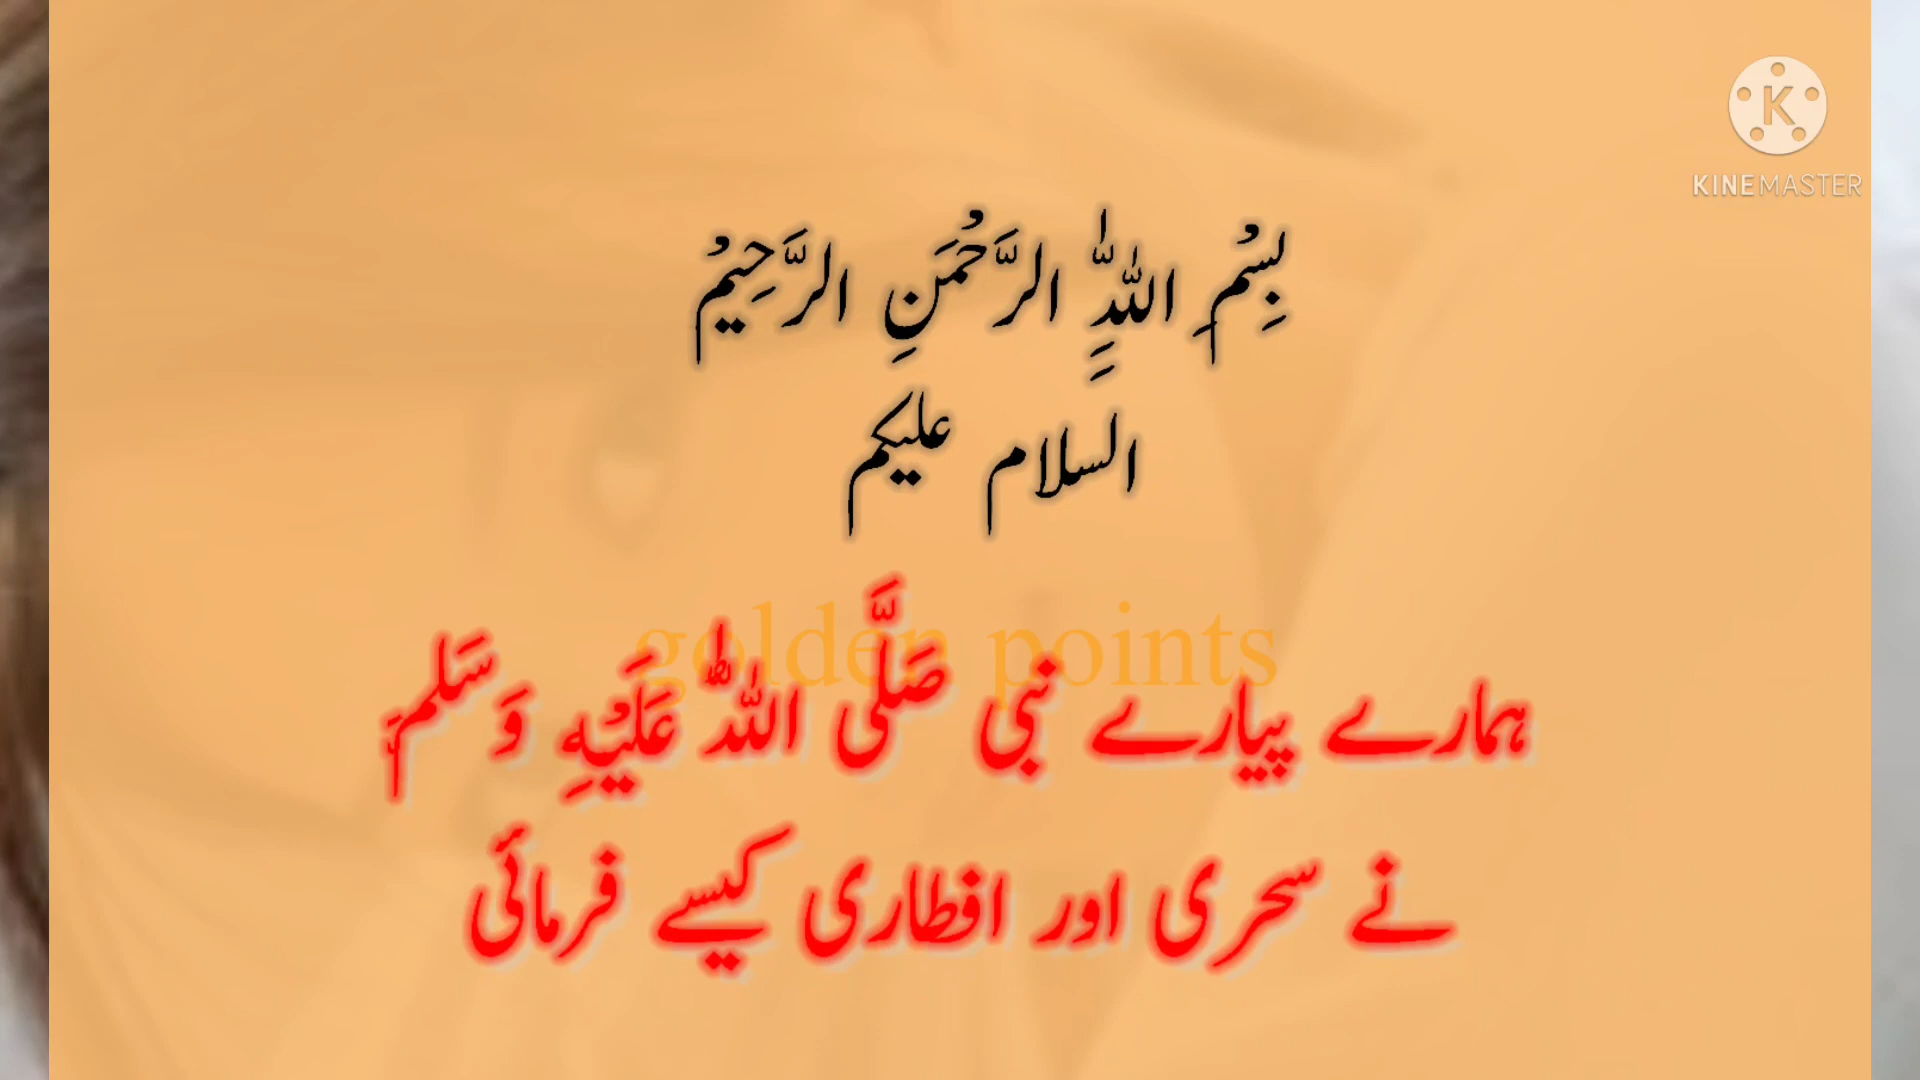 KINEMASTER
بِسْمِ اللّٰہِ الرَّحْمَنِ الرَّحِیْمْ
السلام علیکم
golden points
ہمارے پیارے نبی صَلَّی اللّٰہُ عَلَیْہِ وَسَلَّمَ
نے سحری اور افطاری کیسے فرمائی